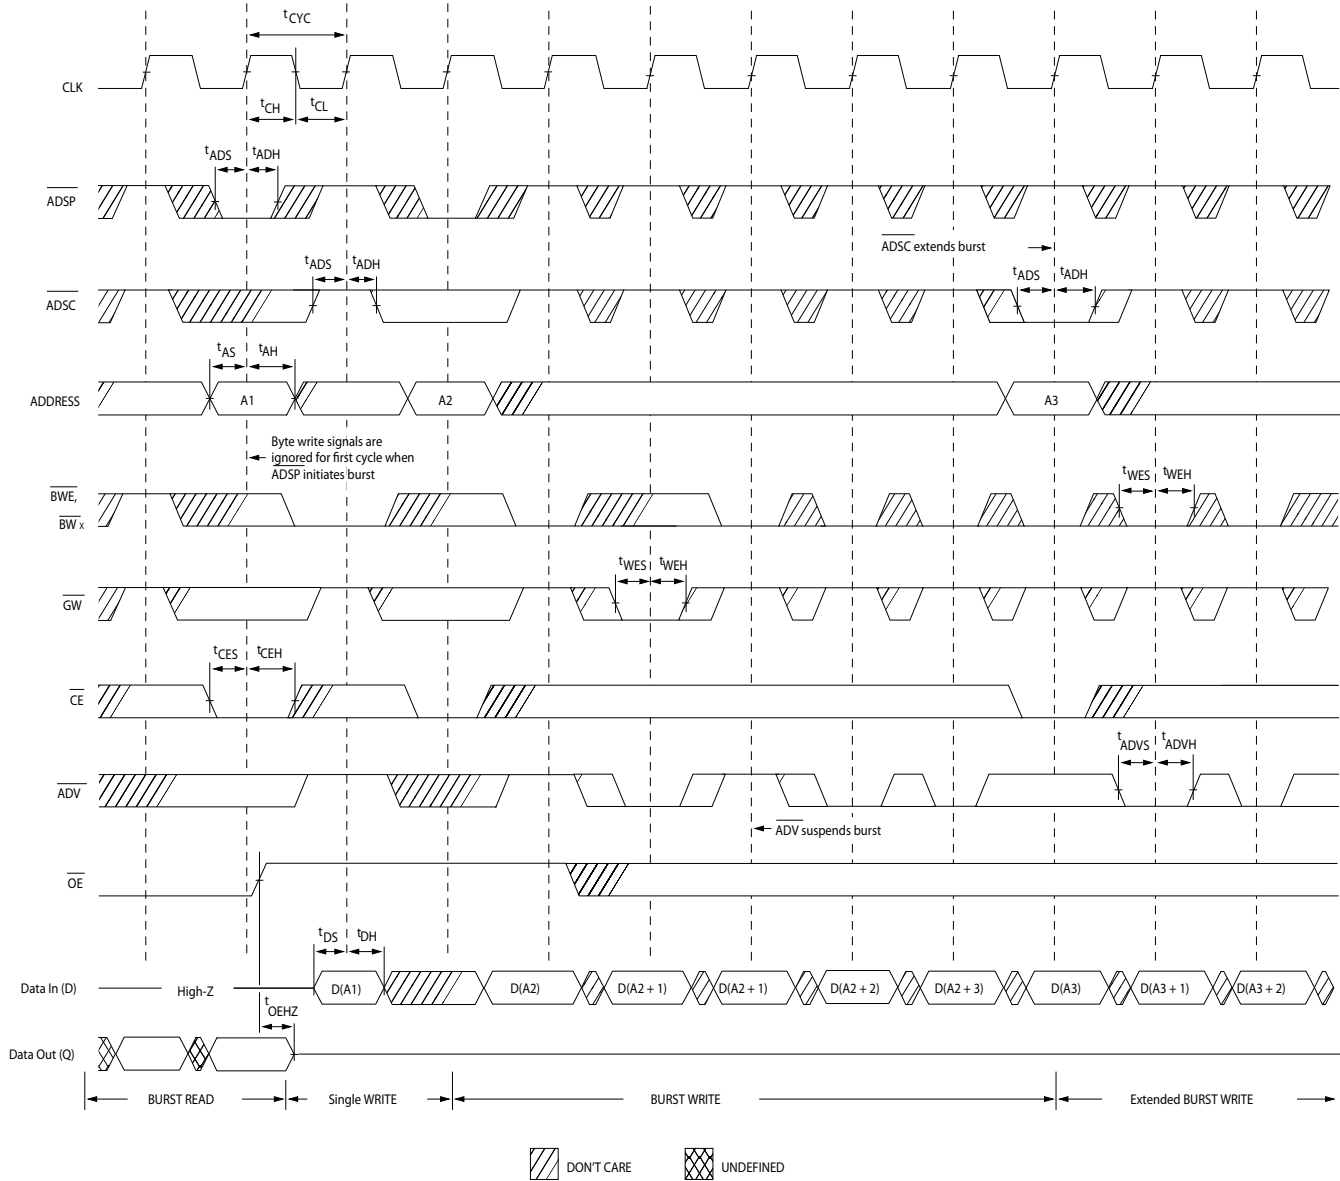 tCYC
CLK
tCH
tCL
tADS
tADH
ADSP
ADSC extends burst
tADS
tADH
tADS
tADH
ADSC
tAS
tAH
ADDRESS
A1
A2
A3
Byte write signals are
ignored for first cycle when
ADSP initiates burst
tWES
tWEH
BWE,
BW x
tWES
tWEH
GW
tCES
tCEH
CE
tADVS
tADVH
ADV
ADV suspends burst
OE
tDS
tDH
Data In (D)
High-Z
D(A1)
D(A2)
D(A2 + 1)
D(A2 + 1)
D(A2 + 2)
D(A2 + 3)
D(A3)
D(A3 + 1)
D(A3 + 2)
tOEHZ
Data Out (Q)
BURST READ
Single WRITE
BURST WRITE
Extended BURST WRITE
DON'T CARE
UNDEFINED